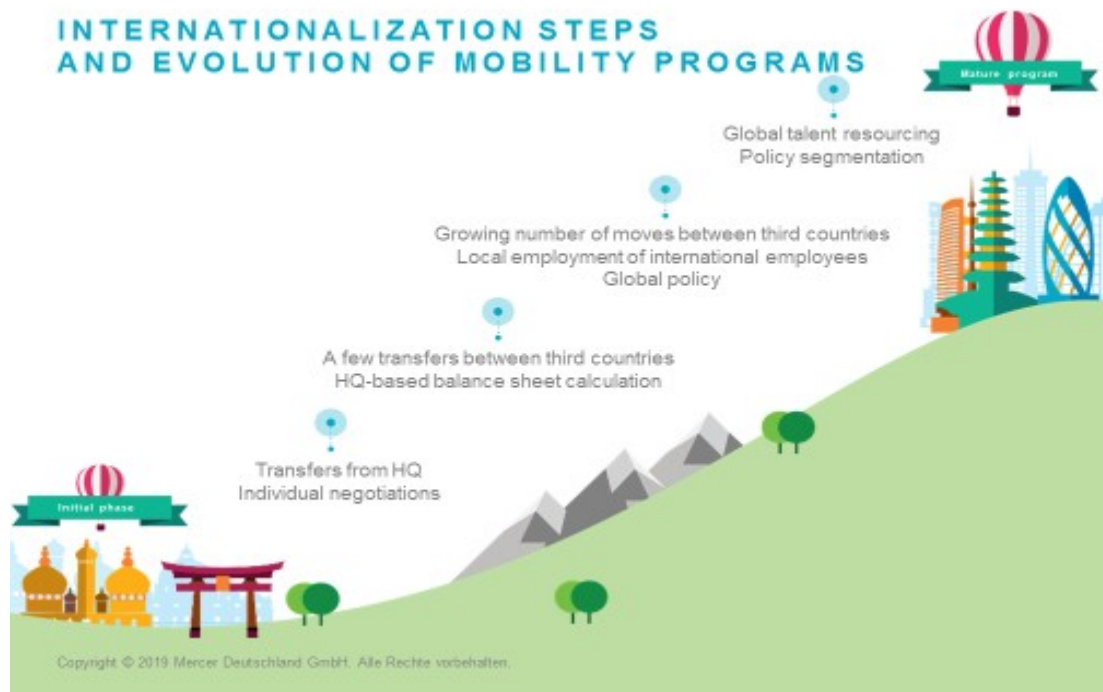 INTERNATIONALIZATION STEPS
AND EVOLUTION OF MOBILITY PROGRAMS
Mature program
Global talent resourcing
Policy segmentation
Growing number of moves between third countries
Local employment of international employees
Global policy
A few transfers between third countries
HQ-based balance sheet calculation
Transfers from HQ
Individual negotiations
Initial phase
Copyright © 2019 Mercer Deutschland GmbH. Alle Rechte vorbehalten.